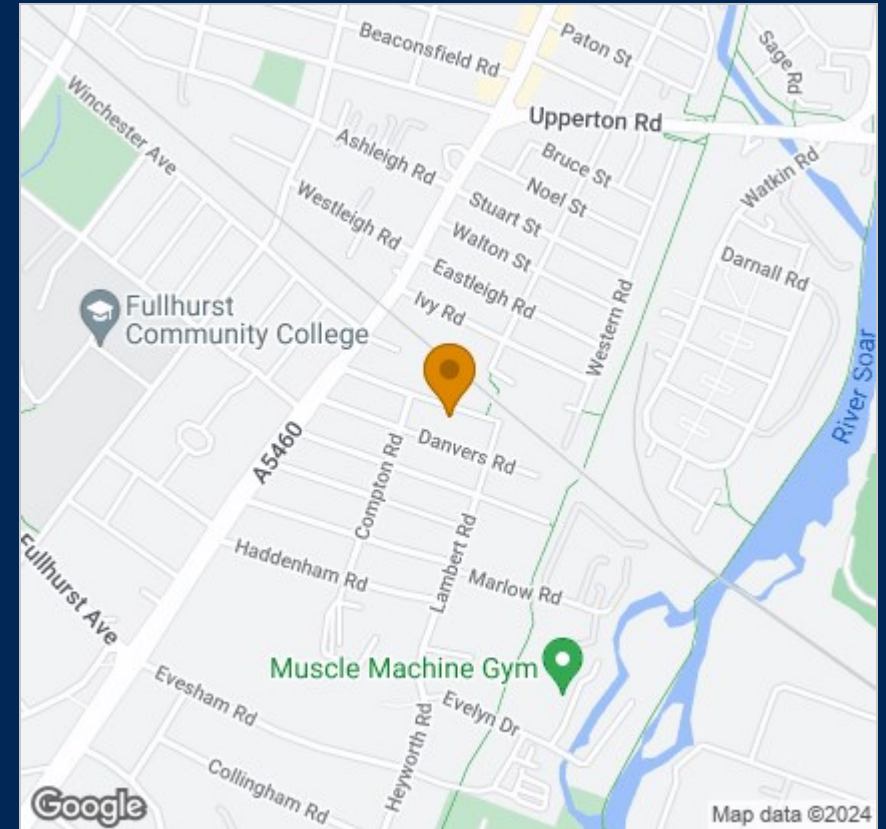 Beaconsfield Rd
Paton St
Sage Rd
Winchester Ave
Upperton Rd
Ashleigh Rd
Bruce St
Watkin Rd
Noel St
Westleigh Rd
Stuart St
Walton St
Darnall Rd
Eastleigh Rd
Ivy Rd
Fullhurst
Community College
Western Rd
River Soar
A5460
Danvers Rd
Compton Rd
Lambert Rd
Haddenham Rd
Marlow Rd
Fullhurst Ave
Muscle Machine Gym
Evesham Rd
Evelyn Dr
Heyworth Rd
Collingham Rd
Google
Map data ©2024